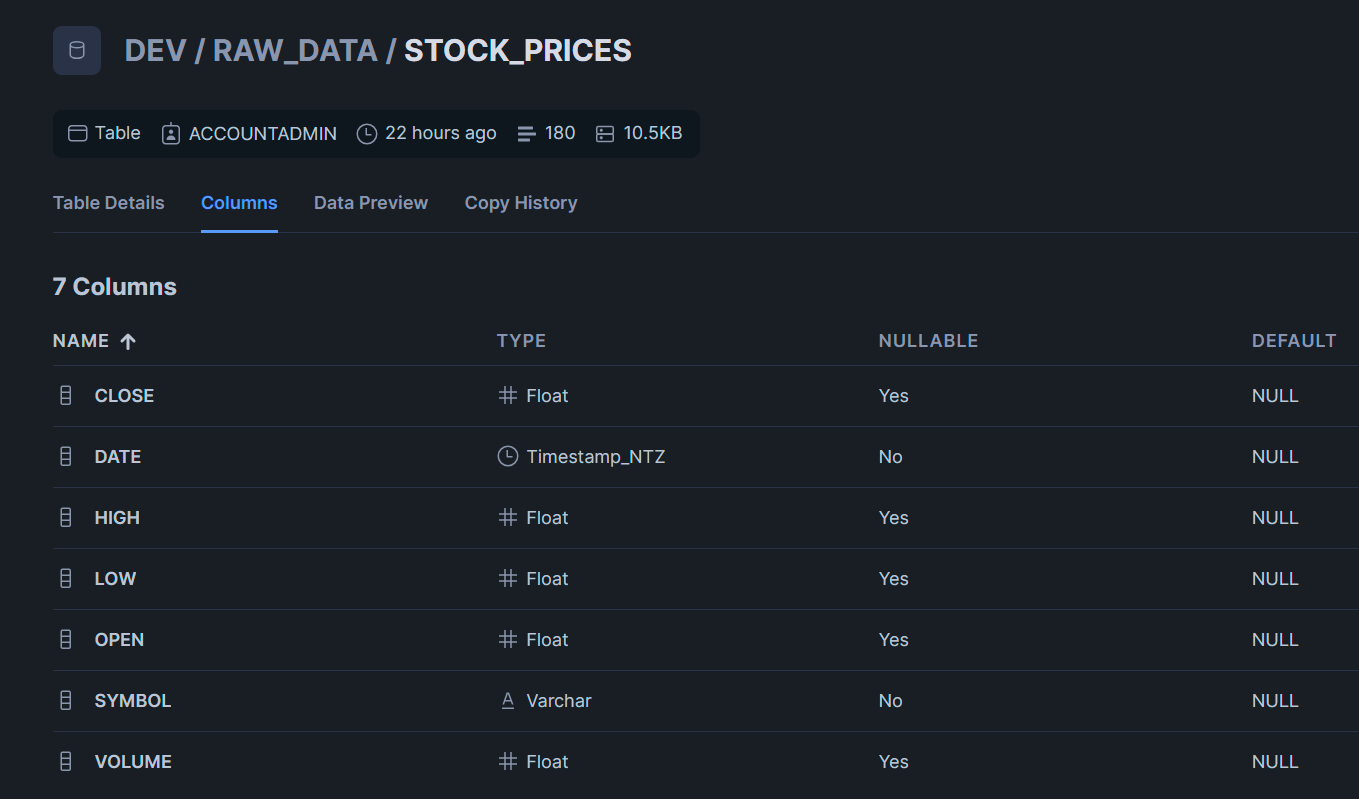 DEV / RAW_DATA / STOCK_PRICES
Table ACCOUNTADMIN 22 hours ago 180 10.5KB
Table Details Columns Data Preview Copy History
7 Columns
NAME TYPE NULLABLE DEFAULT
CLOSE Float Yes NULL
DATE Timestamp_NTZ No NULL
HIGH Float Yes NULL
LOW Float Yes NULL
OPEN Float Yes NULL
SYMBOL Varchar No NULL
VOLUME Float Yes NULL